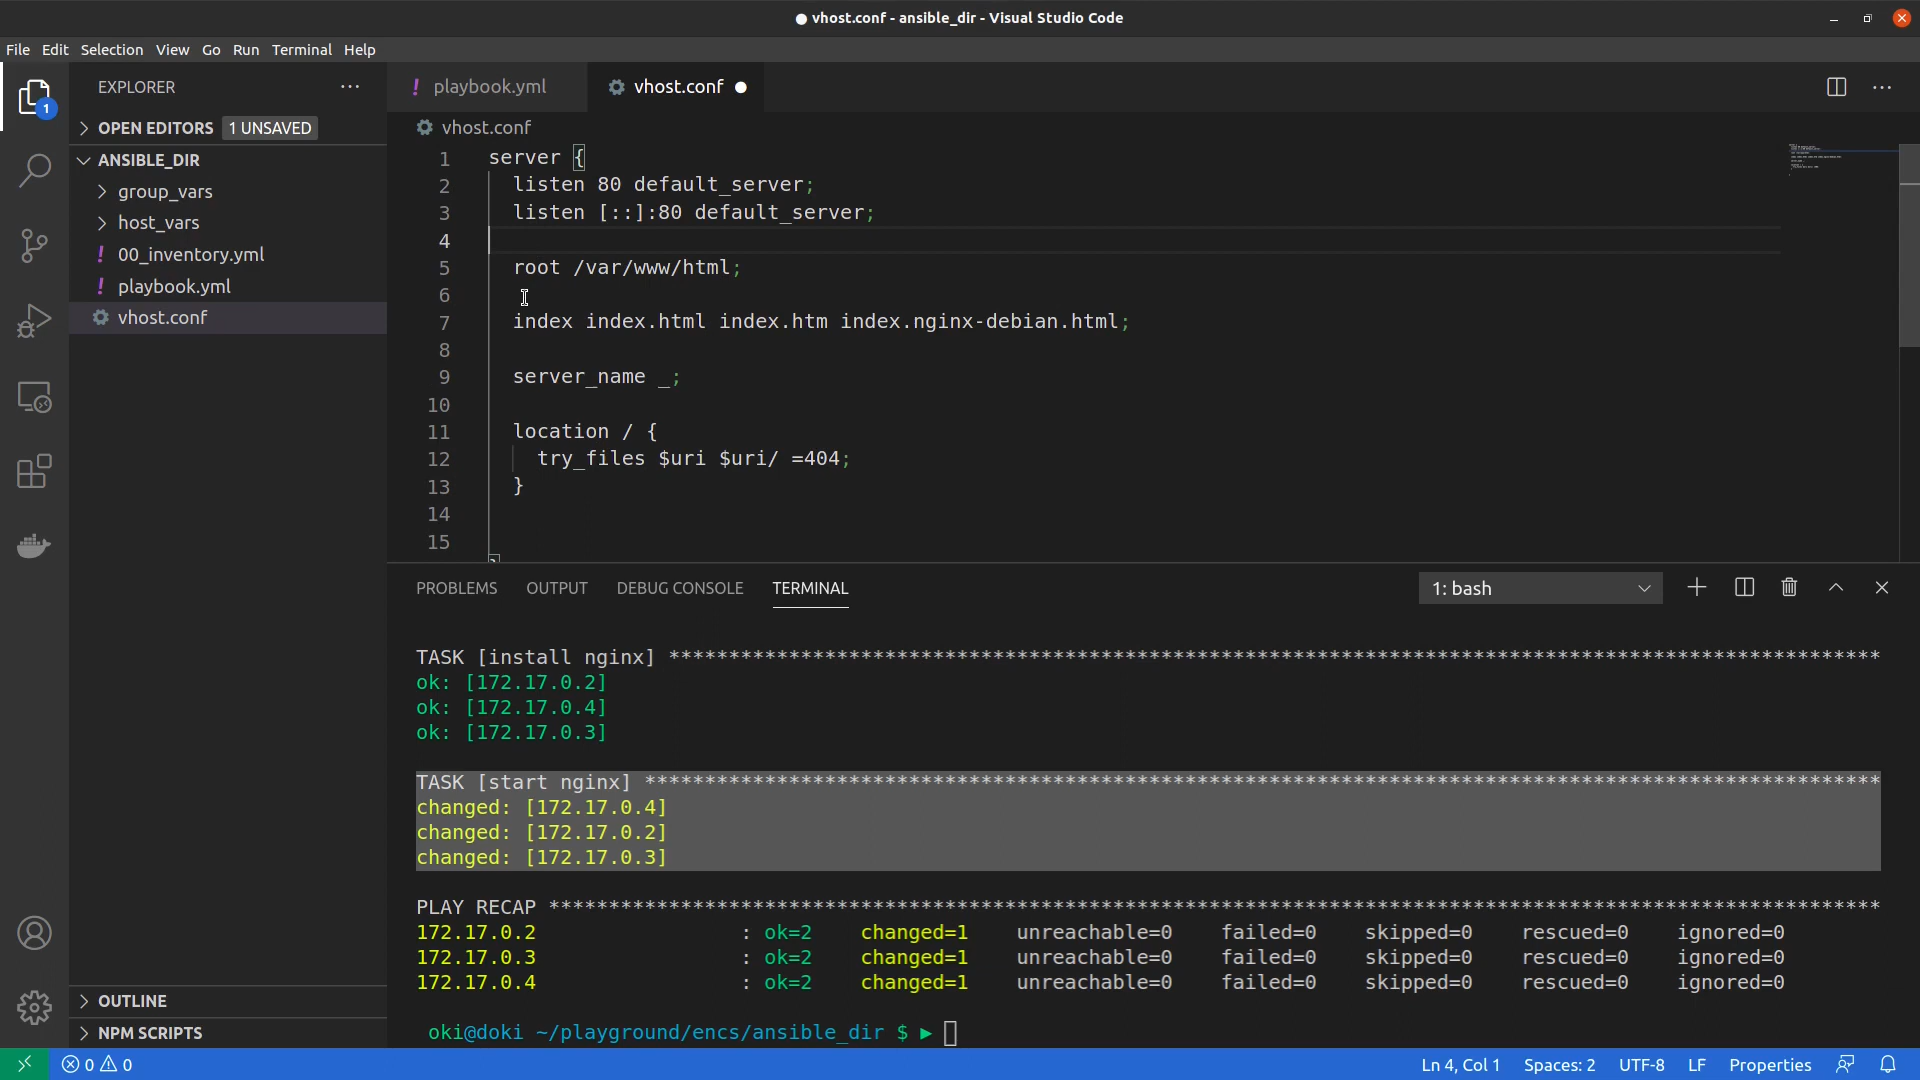 ● vhost.conf - ansible_dir - Visual Studio Code
File Edit Selection View Go Run Terminal Help
EXPLORER
1
OPEN EDITORS 1 UNSAVED
ANSIBLE_DIR
group_vars
host_vars
! 00_inventory.yml
! playbook.yml
vhost.conf
OUTLINE
NPM SCRIPTS
! playbook.yml vhost.conf ●
vhost.conf
1 server {
2 listen 80 default_server;
3 listen [::]:80 default_server;
4
5 root /var/www/html;
6
7 index index.html index.htm index.nginx-debian.html;
8
9 server_name _;
10
11 location / {
12 try_files $uri $uri/ =404;
13 }
14
15
PROBLEMS OUTPUT DEBUG CONSOLE TERMINAL 1: bash
TASK [install nginx] ****************************************************************************************************
ok: [172.17.0.2]
ok: [172.17.0.4]
ok: [172.17.0.3]
TASK [start nginx] ******************************************************************************************************
changed: [172.17.0.4]
changed: [172.17.0.2]
changed: [172.17.0.3]
PLAY RECAP **************************************************************************************************************
172.17.0.2 : ok=2 changed=1 unreachable=0 failed=0 skipped=0 rescued=0 ignored=0
172.17.0.3 : ok=2 changed=1 unreachable=0 failed=0 skipped=0 rescued=0 ignored=0
172.17.0.4 : ok=2 changed=1 unreachable=0 failed=0 skipped=0 rescued=0 ignored=0
oki@doki ~/playground/encs/ansible_dir $ ▶
0 0 Ln 4, Col 1 Spaces: 2 UTF-8 LF Properties